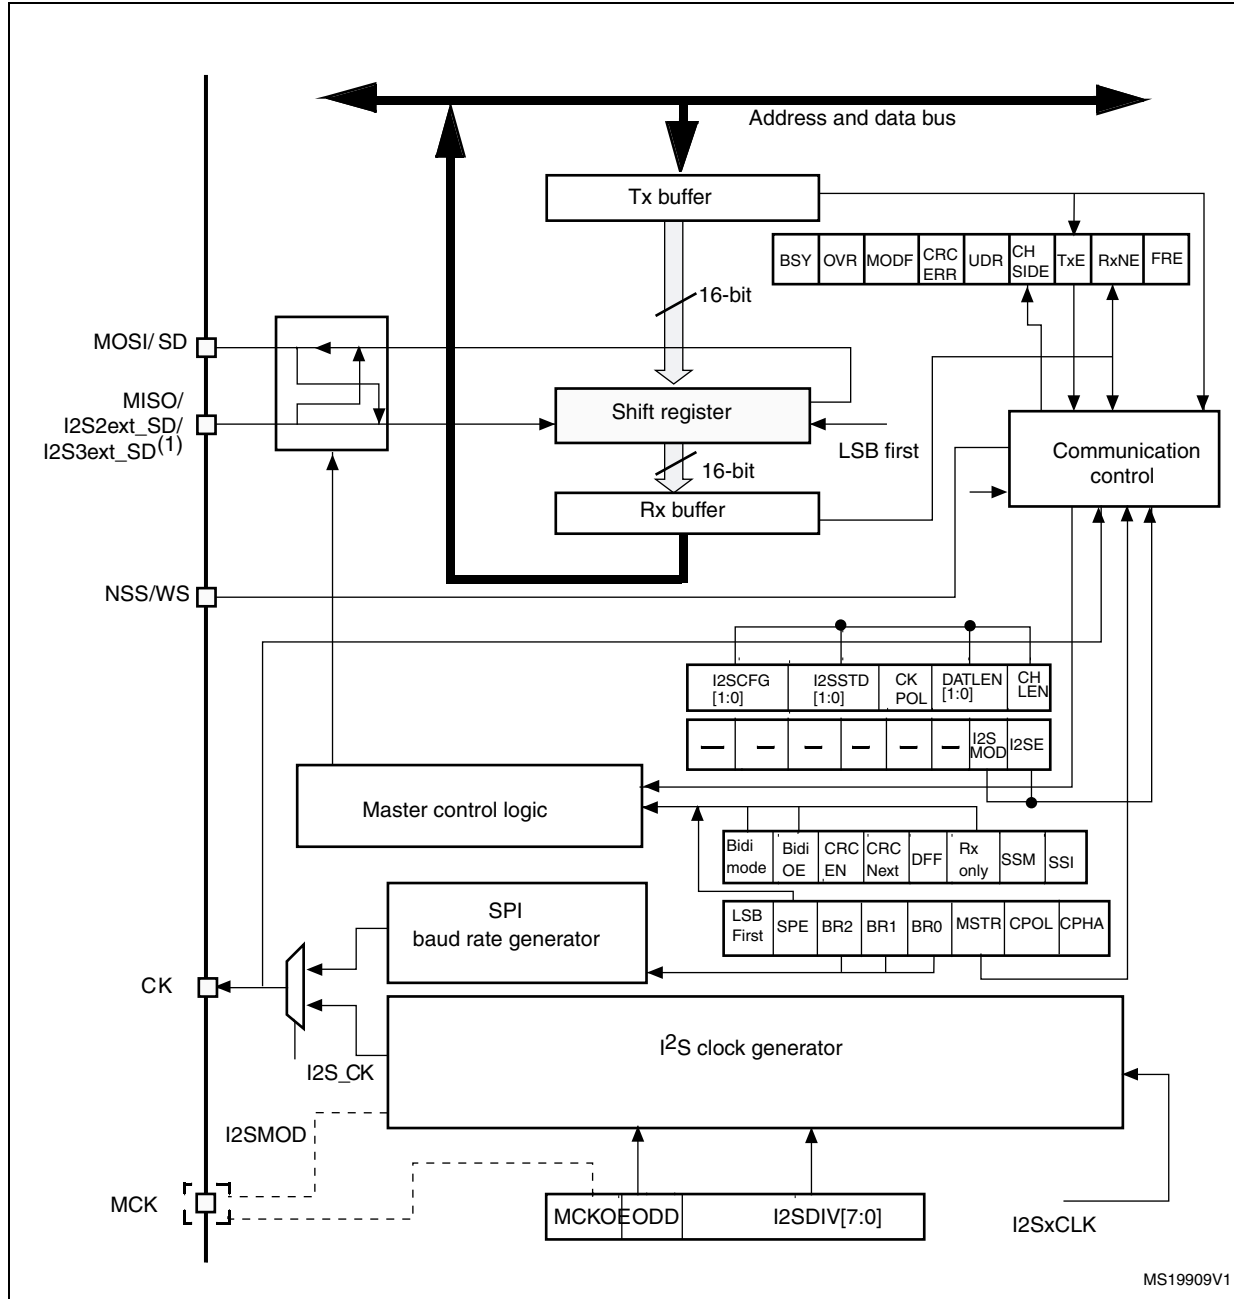 Address and data bus
Tx buffer
BSY
OVR
MODF
CRC
ERR
UDR
CH
SIDE
TxE
RxNE
FRE
16-bit
MOSI/ SD
MISO/
I2S2ext_SD/
I2S3ext_SD(1)
Shift register
LSB first
Communication
control
16-bit
Rx buffer
NSS/WS
I2SCFG
[1:0]
I2SSTD
[1:0]
CK
POL
DATLEN
[1:0]
CH
LEN
I2S
MOD
I2SE
Master control logic
Bidi
mode
Bidi
OE
CRC
EN
CRC
Next
DFF
Rx
only
SSM
SSI
SPI
baud rate generator
LSB
First
SPE
BR2
BR1
BR0
MSTR
CPOL
CPHA
CK
I2S clock generator
I2S_CK
I2SMOD
MCK
MCKOE
ODD
I2SDIV[7:0]
I2SxCLK
MS19909V1